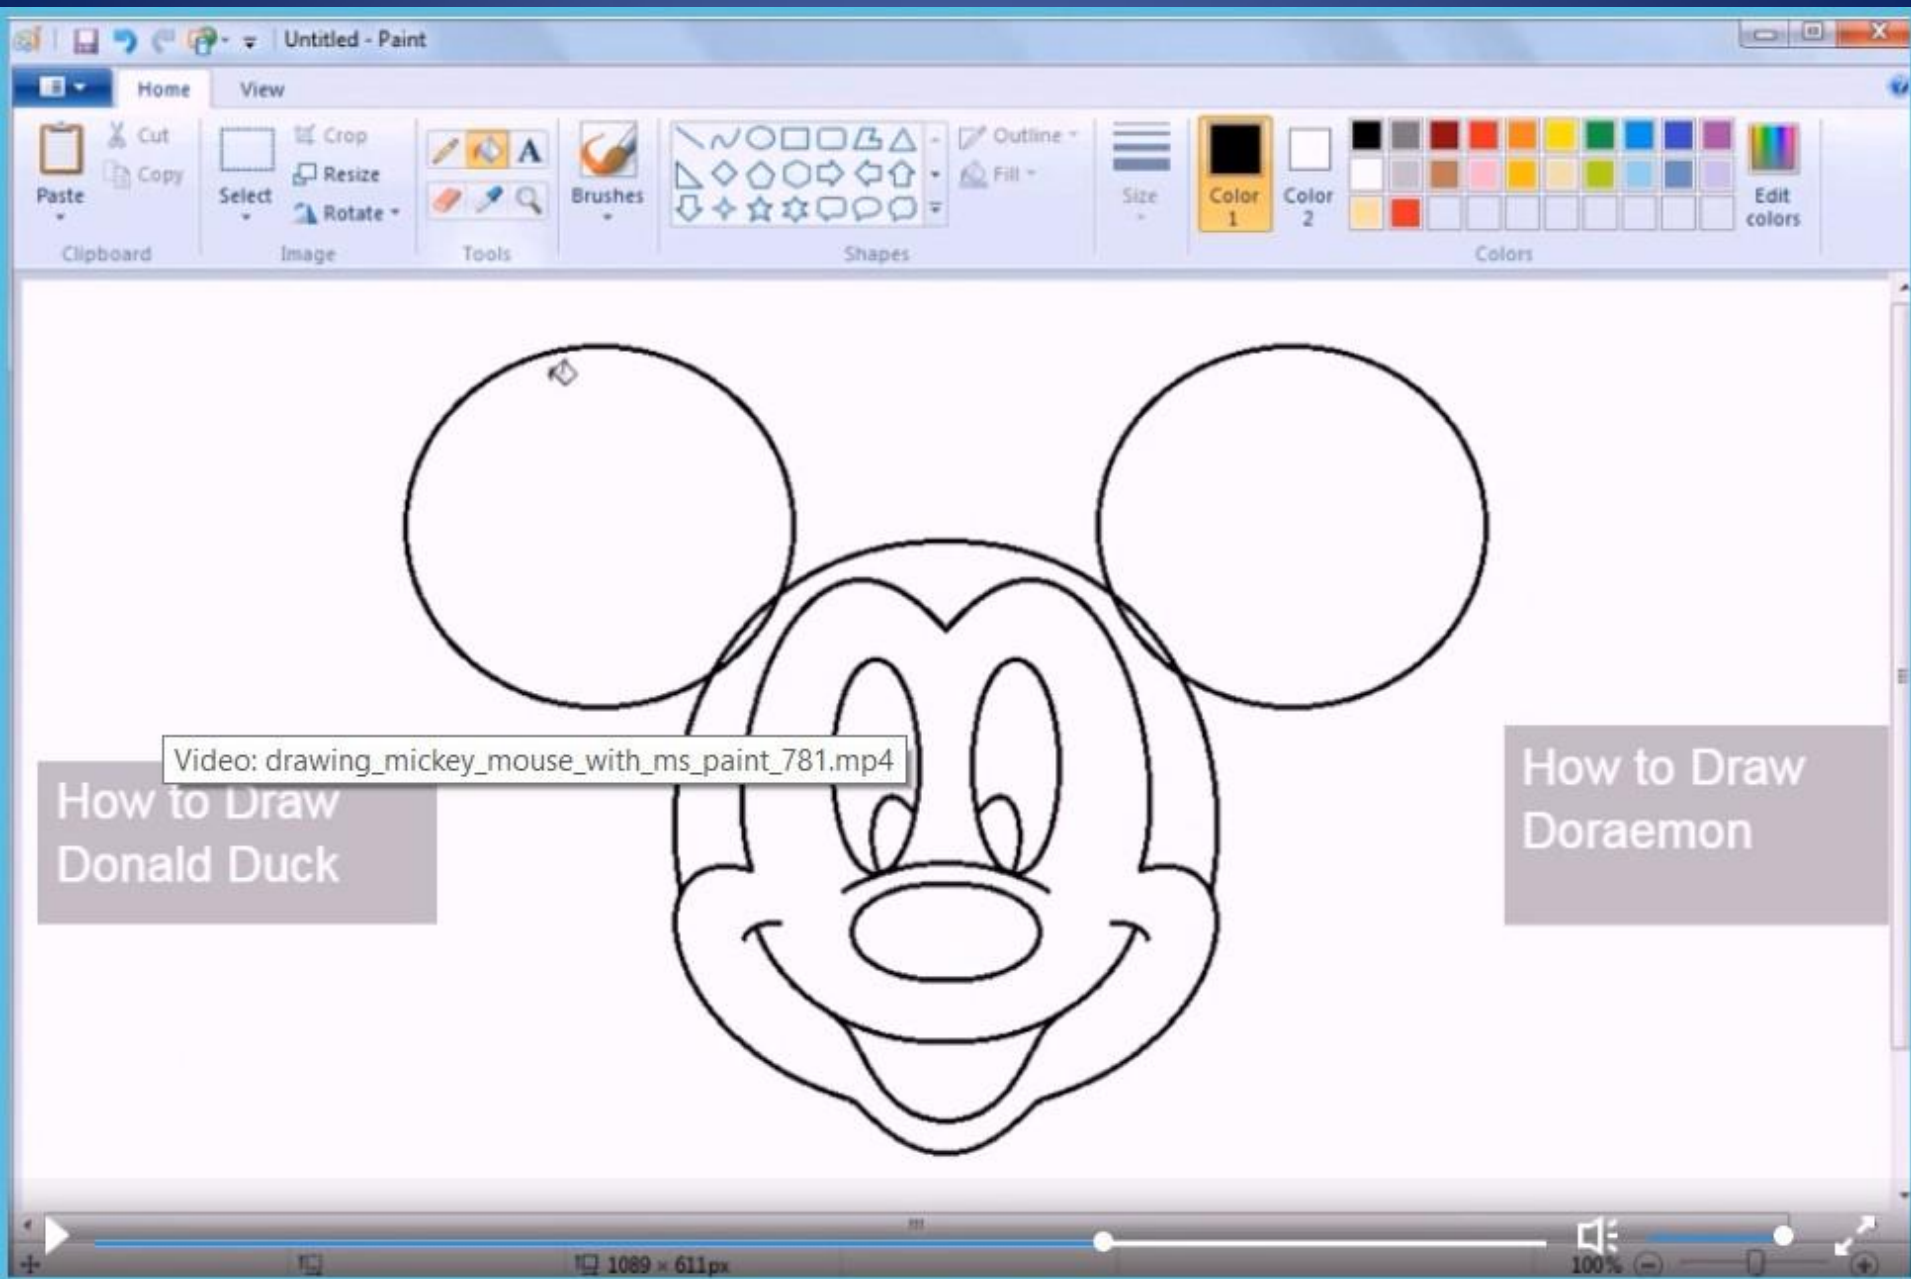 Untitled - Paint
Home View
Cut
Copy
Paste
Clipboard
Select
Crop
Resize
Rotate
Image
A
Tools
Brushes
Shapes
Outline
Fill
Size
Color
1
Color
2
Edit
colors
Colors
Video: drawing_mickey_mouse_with_ms_paint_781.mp4
How to Draw
Donald Duck
How to Draw
Doraemon
1089 × 611px
100%